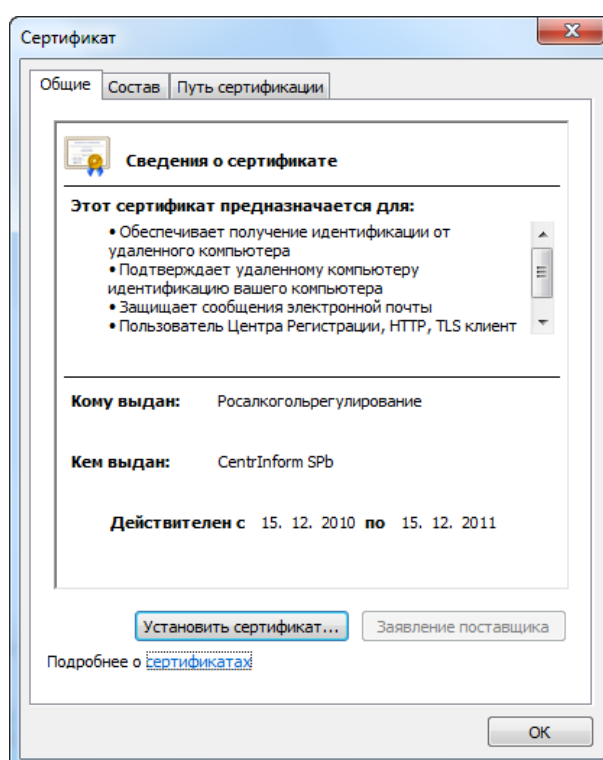 Сертификат
Общие Состав Путь сертификации
Сведения о сертификате
Этот сертификат предназначается для:
• Обеспечивает получение идентификации от
удаленного компьютера
• Подтверждает удаленному компьютеру
идентификацию вашего компьютера
• Защищает сообщения электронной почты
• Пользователь Центра Регистрации, HTTP, TLS клиент
Кому выдан: Росалкогольрегулирование
Кем выдан: CentrInform SPb
Действителен с 15. 12. 2010 по 15. 12. 2011
Установить сертификат... Заявление поставщика
Подробнее о сертификатах
ОК